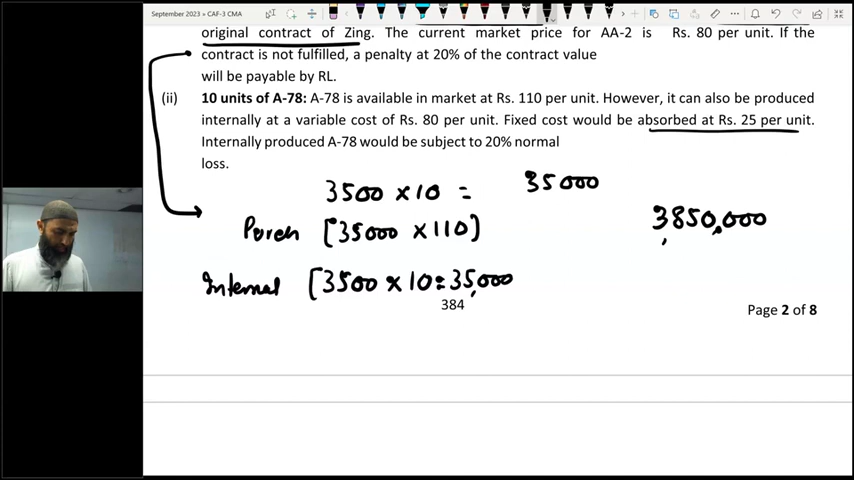 September 2023 » CAF-3 CMA
original contract of Zing. The current market price for AA-2 is Rs. 80 per unit. If the
contract is not fulfilled, a penalty at 20% of the contract value
will be payable by RL.
(ii) 10 units of A-78: A-78 is available in market at Rs. 110 per unit. However, it can also be produced
internally at a variable cost of Rs. 80 per unit. Fixed cost would be absorbed at Rs. 25 per unit.
Internally produced A-78 would be subject to 20% normal
loss.
3500 × 10 = 35000
Purch [35000 × 110] 3,850,000
Internal [3500 × 10 = 35,000
384
Page 2 of 8